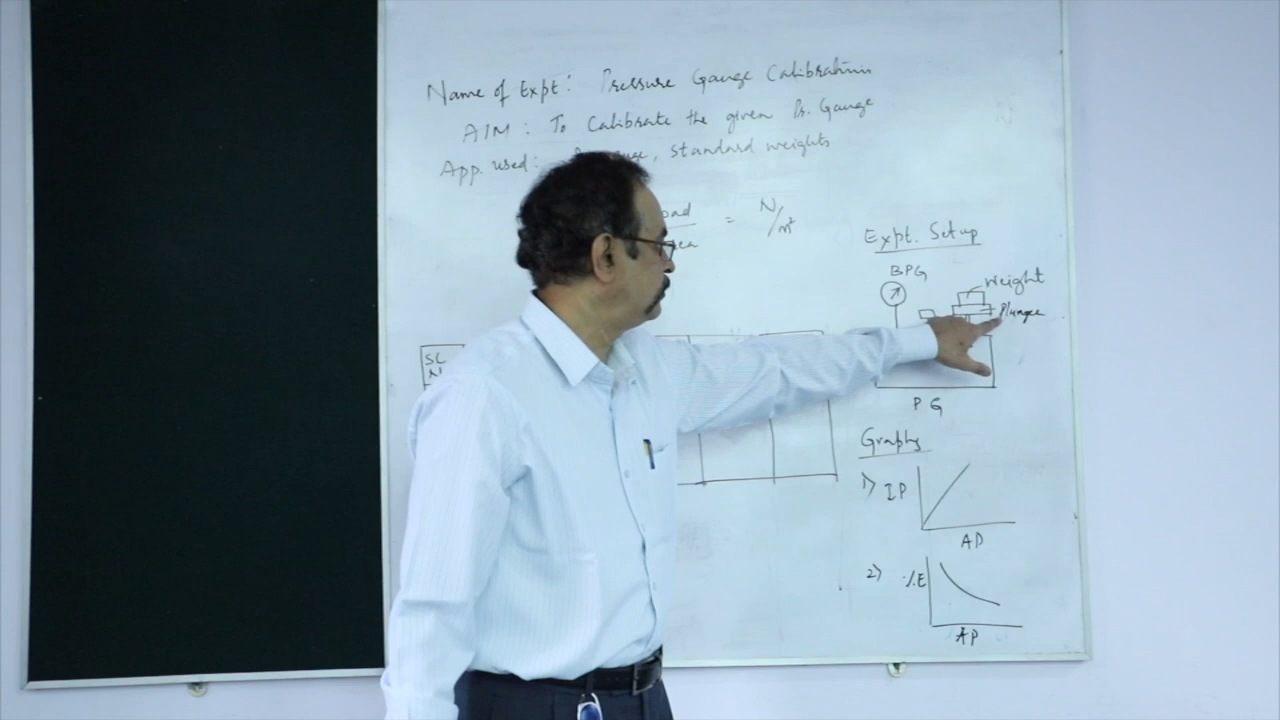 Name of Expt: Pressure Gauge Calibration
AIM: To Calibrate the given Pr. Gauge
App. used: , standard weights
= N/m²
Expt. Setup
BPG
Weight
Plunger
SL
N
PG
Graphs
1) IP
AP
2) %E
AP